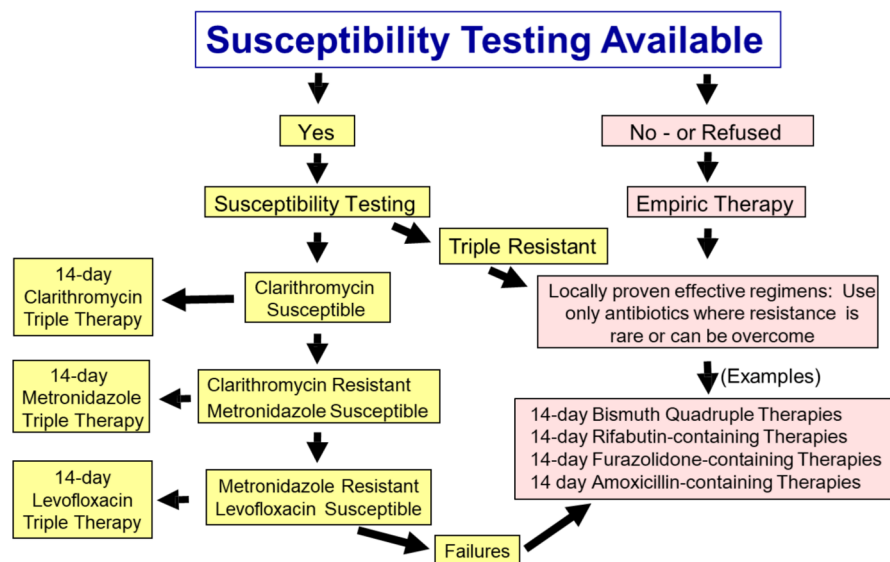 Susceptibility Testing Available
Yes
No - or Refused
Susceptibility Testing
Empiric Therapy
Triple Resistant
14-day
Clarithromycin
Triple Therapy
Clarithromycin
Susceptible
Locally proven effective regimens: Use
only antibiotics where resistance is
rare or can be overcome
14-day
Metronidazole
Triple Therapy
Clarithromycin Resistant
Metronidazole Susceptible
(Examples)
14-day Bismuth Quadruple Therapies
14-day Rifabutin-containing Therapies
14-day Furazolidone-containing Therapies
14 day Amoxicillin-containing Therapies
14-day
Levofloxacin
Triple Therapy
Metronidazole Resistant
Levofloxacin Susceptible
Failures